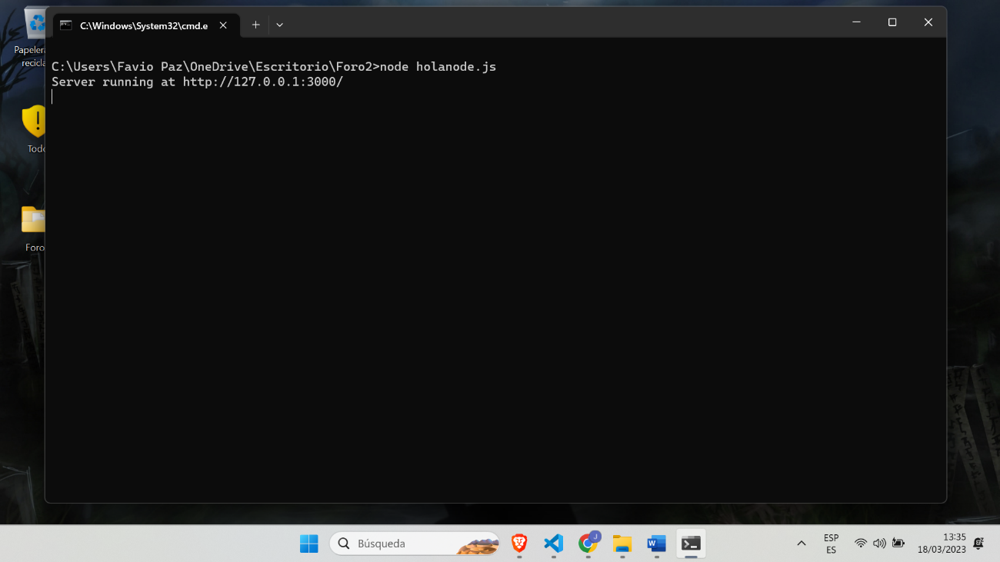 C:\Windows\System32\cmd.e
Papelera
recicla
C:\Users\Favio Paz\OneDrive\Escritorio\Foro2>node holanode.js
Server running at http://127.0.0.1:3000/
Todo
Foro
Búsqueda
J
W
ESP
ES
13:35
18/03/2023